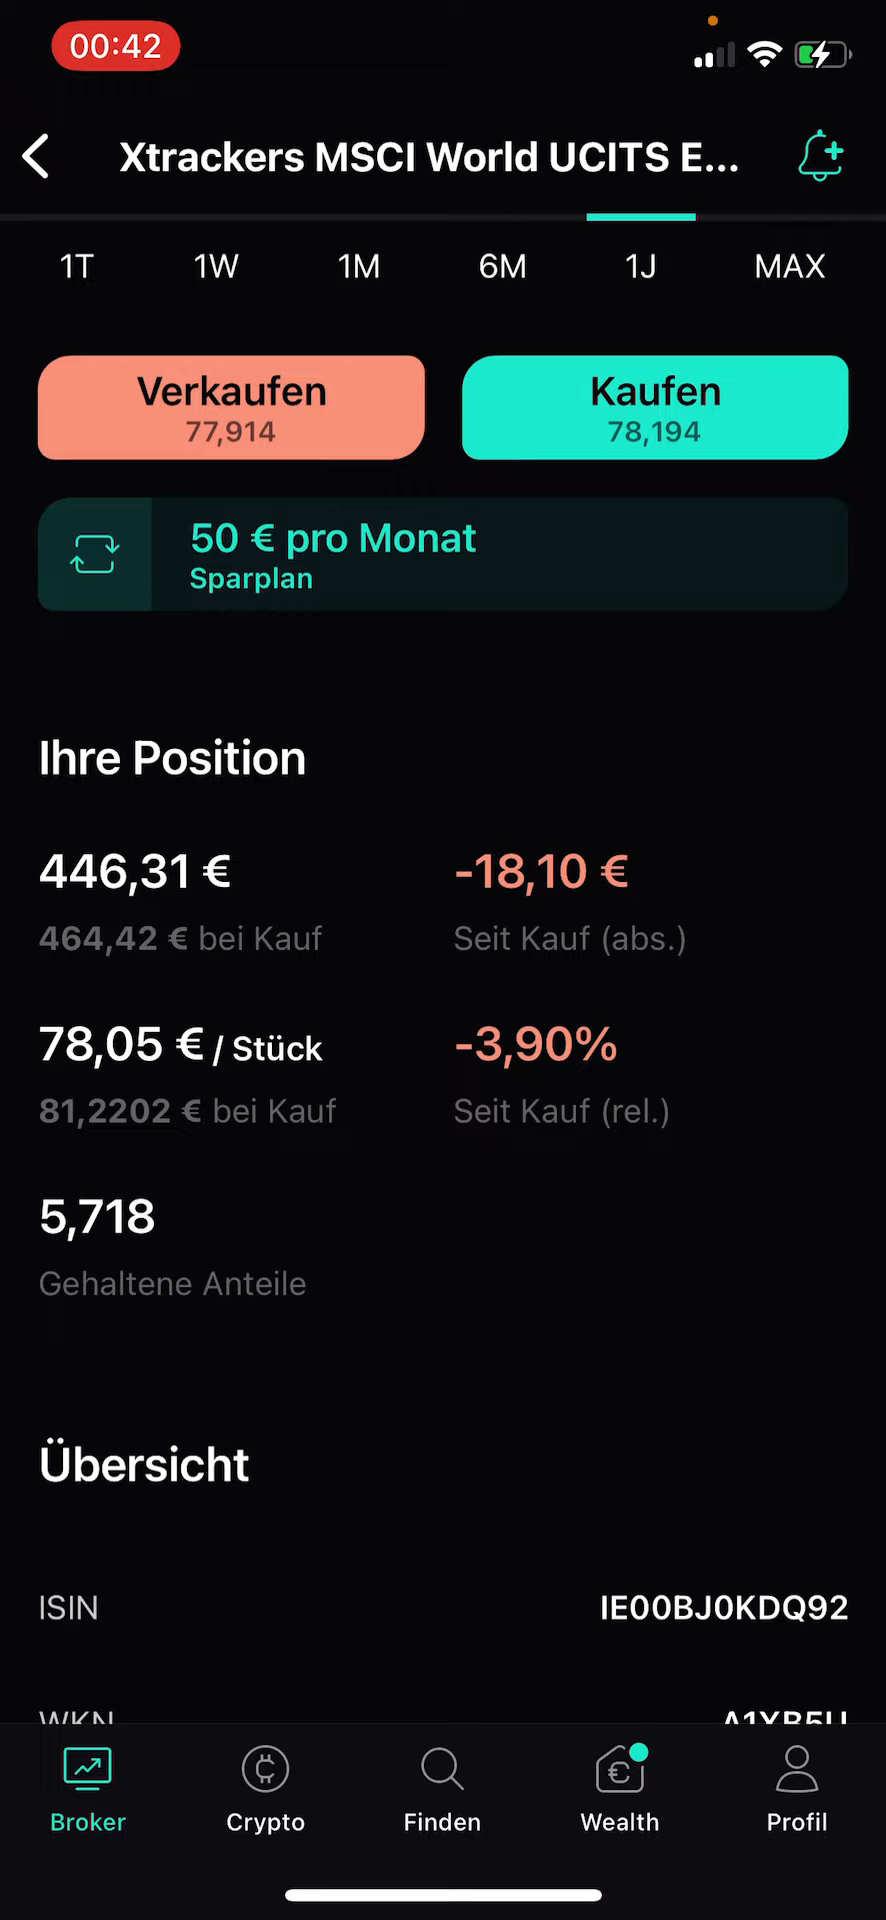 00:42
Xtrackers MSCI World UCITS E...
1T 1W 1M 6M 1J MAX
Verkaufen
77,914
Kaufen
78,194
50 € pro Monat
Sparplan
Ihre Position
446,31 €
464,42 € bei Kauf
-18,10 €
Seit Kauf (abs.)
78,05 € / Stück
81,2202 € bei Kauf
-3,90%
Seit Kauf (rel.)
5,718
Gehaltene Anteile
Übersicht
ISIN IE00BJ0KDQ92
WKN
Broker Crypto Finden Wealth Profil